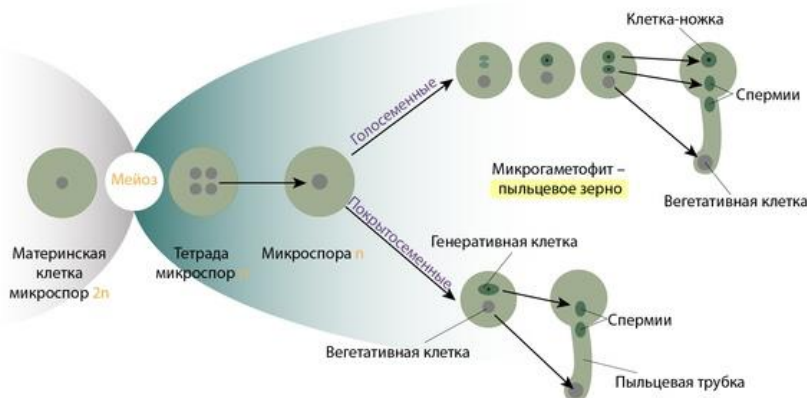 Клетка-ножка
Голосеменные
Спермии
Мейоз
Микрогаметофит –
пыльцевое зерно
Вегетативная клетка
Материнская
клетка
микроспор 2n
Тетрада
микроспор n
Микроспора n
Покрытосеменные
Генеративная клетка
Вегетативная клетка
Спермии
Пыльцевая трубка